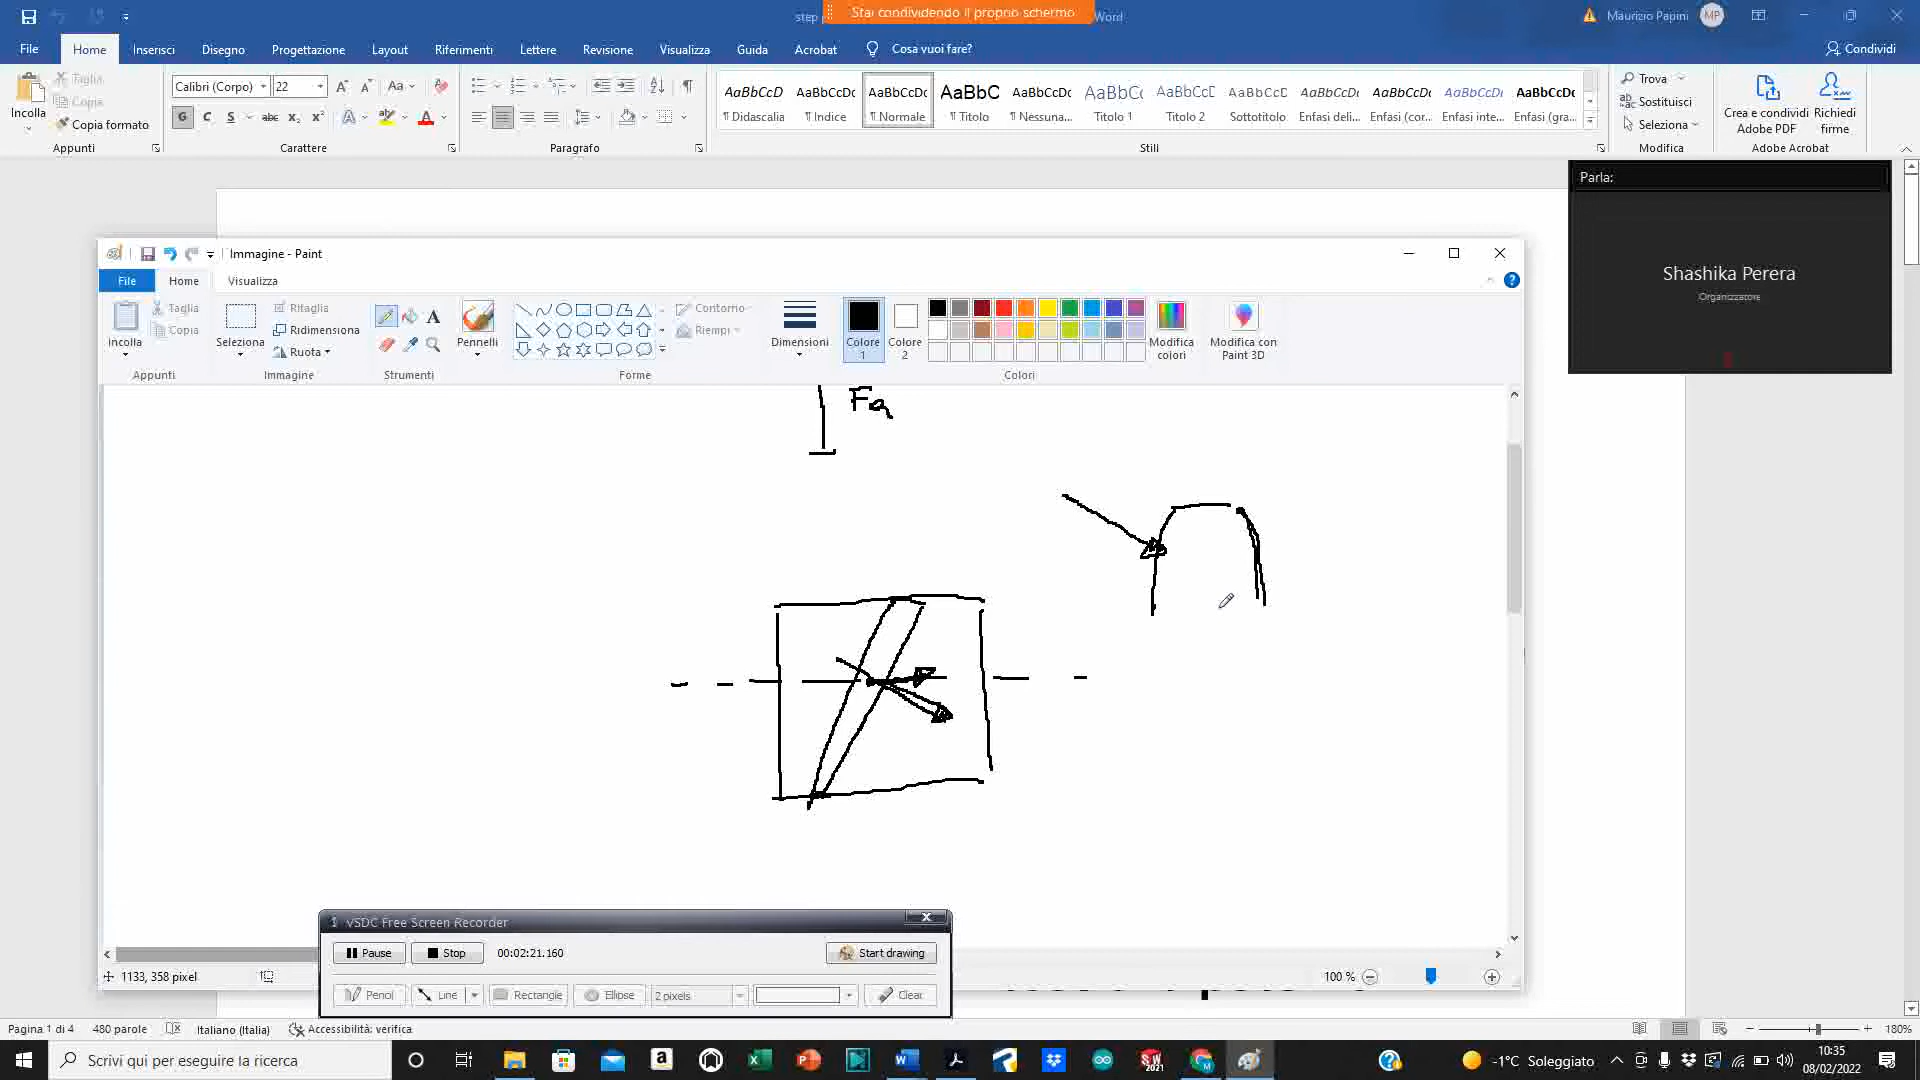 step
Stai condividendo il proprio schermo
Word
Maurizio Papini
MP
File
Home
Inserisci
Disegno
Progettazione
Layout
Riferimenti
Lettere
Revisione
Visualizza
Guida
Acrobat
Cosa vuoi fare?
Condividi
Incolla
Taglia
Copia
Copia formato
Appunti
Calibri (Corpo)
22
Carattere
Paragrafo
AaBbCcD
¶ Didascalia
AaBbCcDc
¶ Indice
AaBbCcDc
¶ Normale
AaBbC
¶ Titolo
AaBbCcDc
¶ Nessuna...
AaBbCc
Titolo 1
AaBbCcD
Titolo 2
AaBbCcD
Sottotitolo
AaBbCcDc
Enfasi deli...
AaBbCcDc
Enfasi (cor...
AaBbCcDc
Enfasi inte...
AaBbCcDc
Enfasi (gra...
Stili
Trova
Sostituisci
Seleziona
Modifica
Crea e condividi
Adobe PDF
Richiedi
firme
Adobe Acrobat
Parla:
Shashika Perera
Organizzatore
Immagine - Paint
File
Home
Visualizza
Incolla
Taglia
Copia
Appunti
Seleziona
Ritaglia
Ridimensiona
Ruota
Immagine
Strumenti
Pennelli
Forme
Contorno
Riempi
Dimensioni
Colore
1
Colore
2
Colori
Modifica
colori
Modifica con
Paint 3D
Fa
1133, 358 pixel
100 %
VSDC Free Screen Recorder
Pause
Stop
00:02:21.160
Start drawing
Pencil
Line
Rectangle
Ellipse
2 pixels
Clear
Pagina 1 di 4
480 parole
Italiano (Italia)
Accessibilità: verifica
180%
Scrivi qui per eseguire la ricerca
-1°C Soleggiato
10:35
08/02/2022